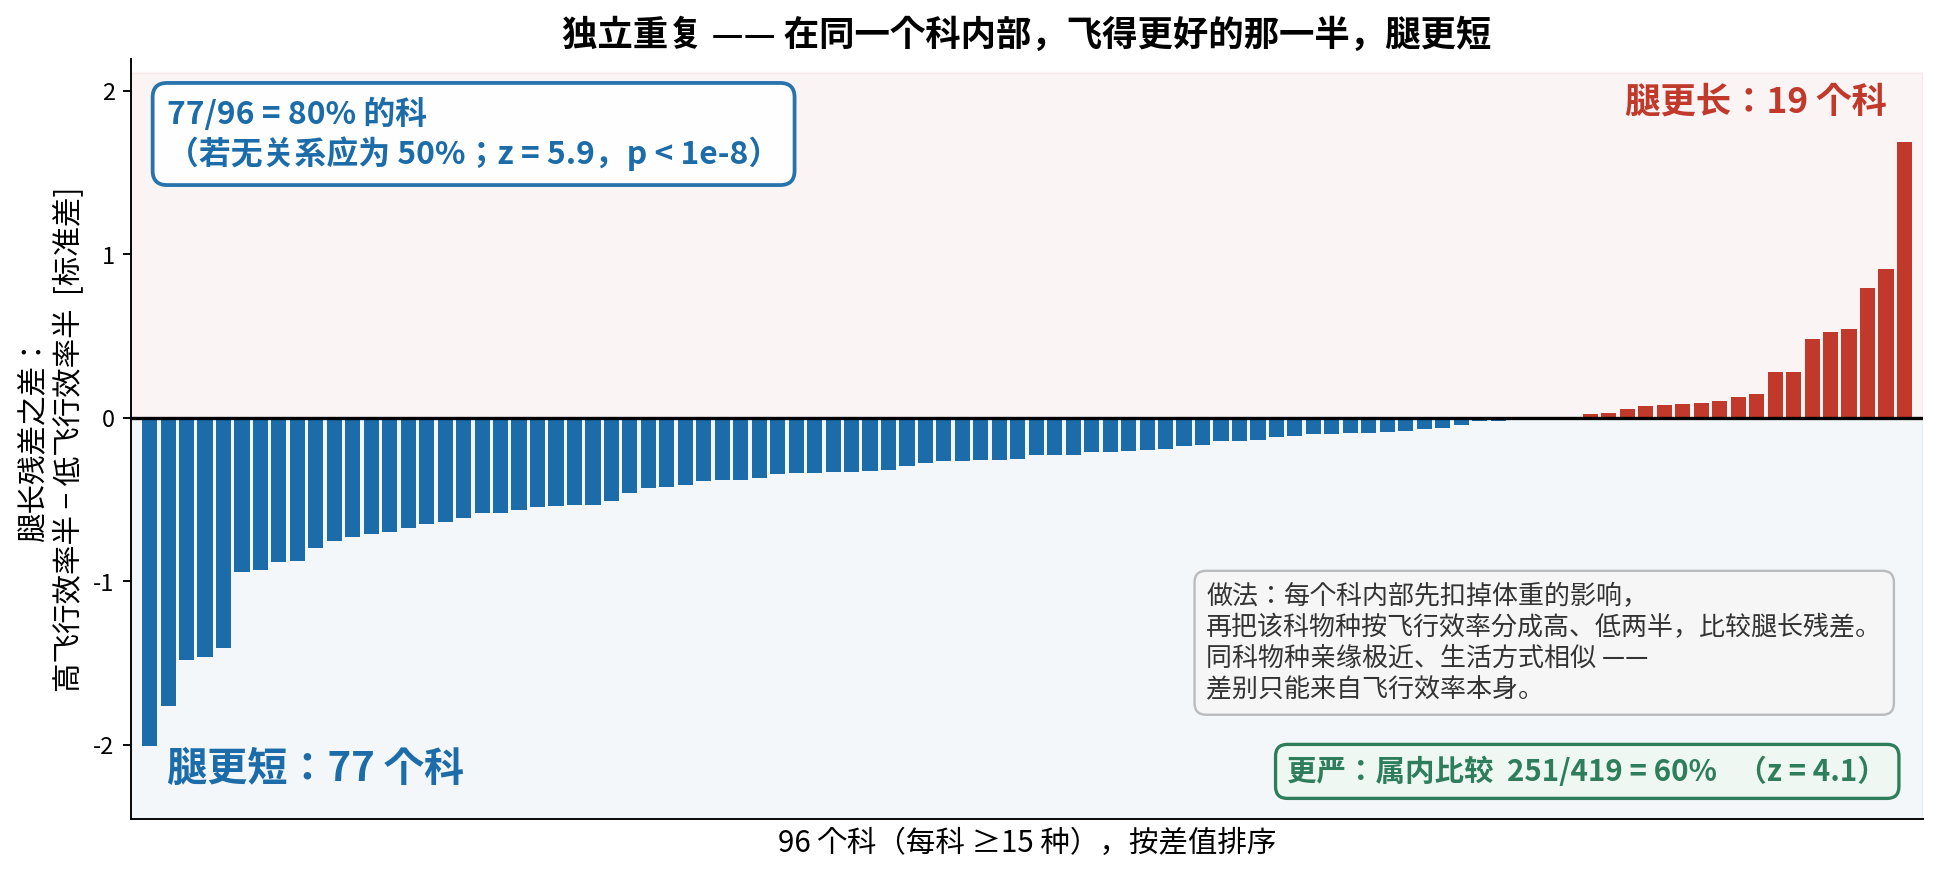 独立重复 —— 在同一个科内部，飞得更好的那一半，腿更短
77/96 = 80% 的科
（若无关系应为 50%；z = 5.9，p < 1e-8）
腿更长：19 个科
2
1
0
-1
-2
腿长残差之差：
高飞行效率半 − 低飞行效率半 [标准差]
做法：每个科内部先扣掉体重的影响，
再把该科物种按飞行效率分成高、低两半，比较腿长残差。
同科物种亲缘极近、生活方式相似 ——
差别只能来自飞行效率本身。
腿更短：77 个科
更严：属内比较 251/419 = 60% （z = 4.1）
96 个科（每科 ≥15 种），按差值排序